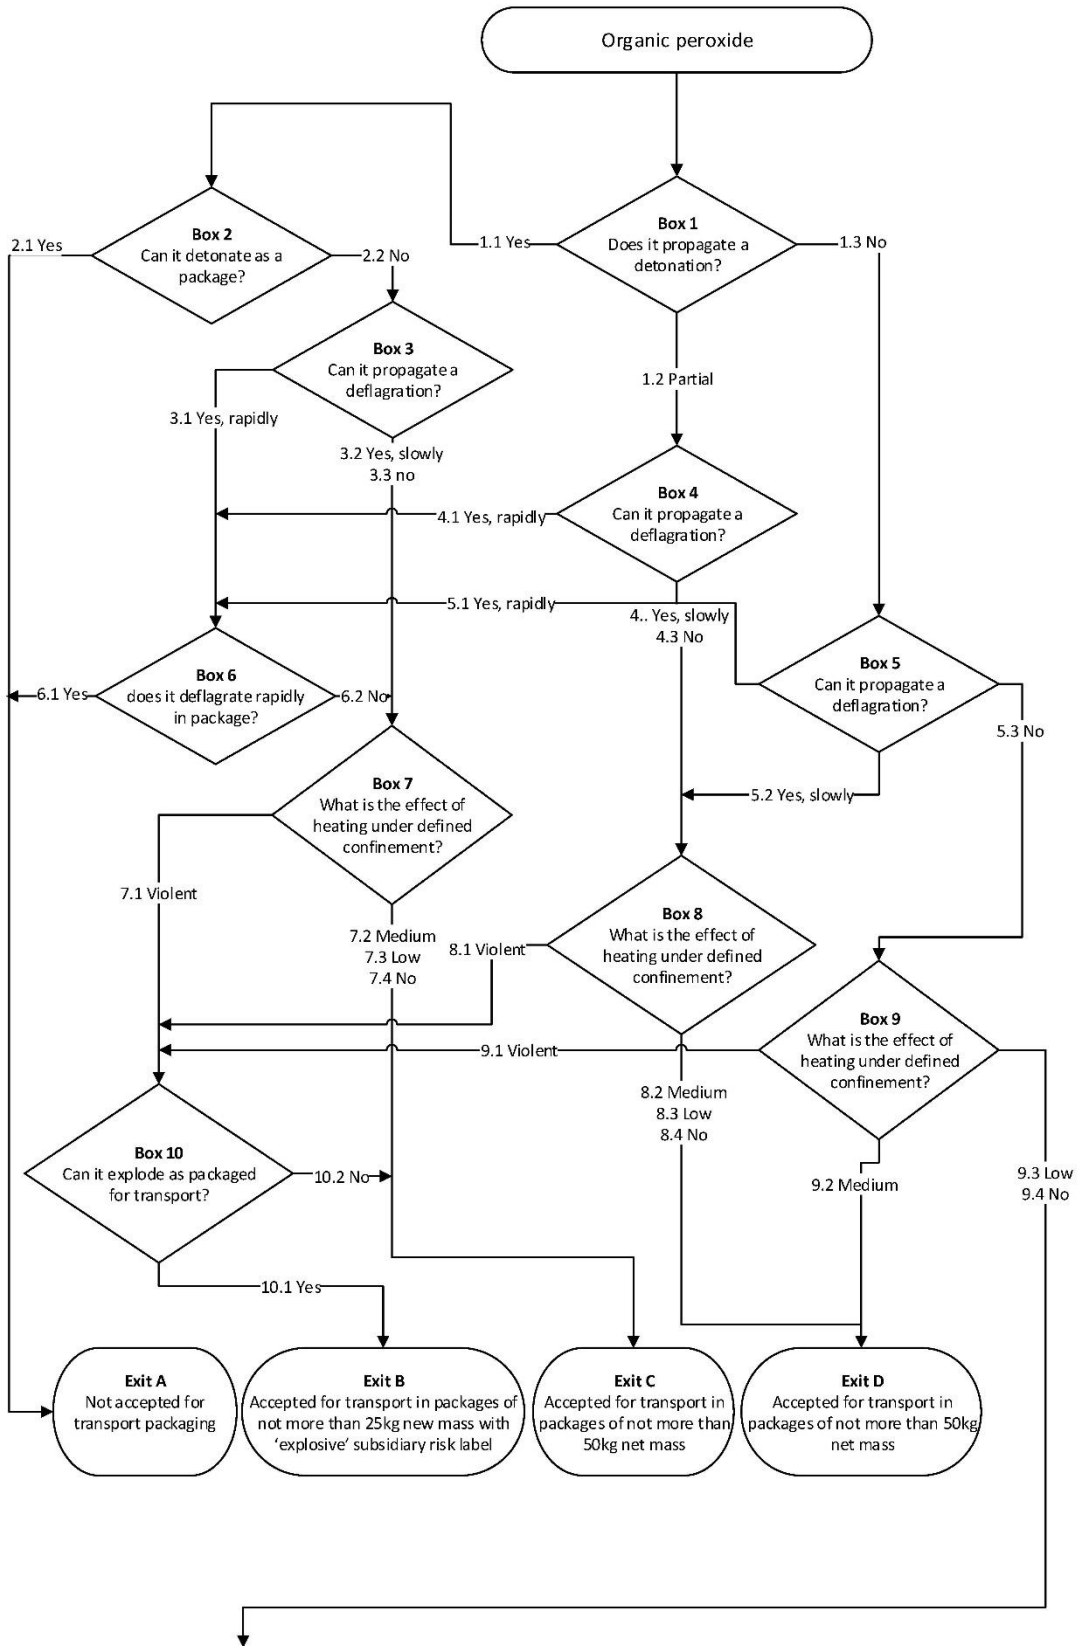 Organic peroxide
Box 1
Does it propagate a
detonation?
1.1 Yes
1.3 No
1.2 Partial
Box 2
Can it detonate as a
package?
2.1 Yes
2.2 No
Box 3
Can it propagate a
deflagration?
3.1 Yes, rapidly
3.2 Yes, slowly
3.3 no
Box 4
Can it propagate a
deflagration?
4.1 Yes, rapidly
4.. Yes, slowly
4.3 No
5.1 Yes, rapidly
Box 5
Can it propagate a
deflagration?
5.3 No
5.2 Yes, slowly
Box 6
does it deflagrate rapidly
in package?
6.1 Yes
6.2 No
Box 7
What is the effect of
heating under defined
confinement?
7.1 Violent
7.2 Medium
7.3 Low
7.4 No
Box 8
What is the effect of
heating under defined
confinement?
8.1 Violent
8.2 Medium
8.3 Low
8.4 No
Box 9
What is the effect of
heating under defined
confinement?
9.1 Violent
9.2 Medium
9.3 Low
9.4 No
Box 10
Can it explode as packaged
for transport?
10.2 No
10.1 Yes
Exit A
Not accepted for
transport packaging
Exit B
Accepted for transport in packages of
not more than 25kg new mass with
‘explosive’ subsidiary risk label
Exit C
Accepted for transport in
packages of not more than
50kg net mass
Exit D
Accepted for transport in
packages of not more than 50kg
net mass